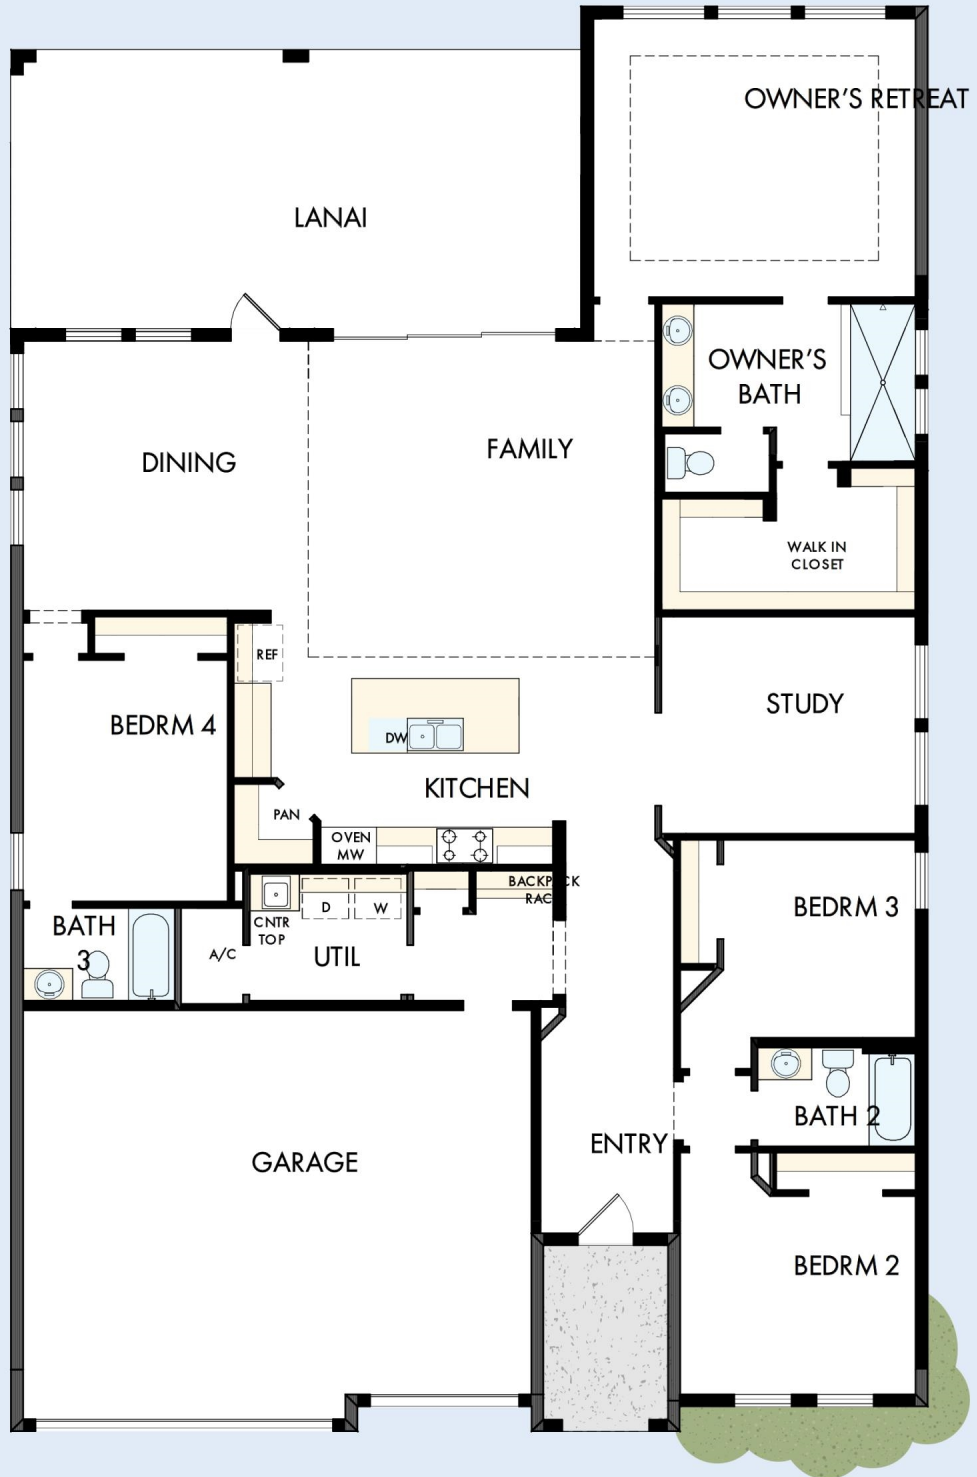 OWNER'S RETREAT
LANAI
OWNER'S
BATH
DINING
FAMILY
WALK IN
CLOSET
REF
STUDY
BEDRM 4
DW
KITCHEN
PAN
OVEN
MW
BACKPACK
RACK
D
W
CNTR
TOP
BEDRM 3
BATH
3
A/C
UTIL
BATH 2
ENTRY
GARAGE
BEDRM 2